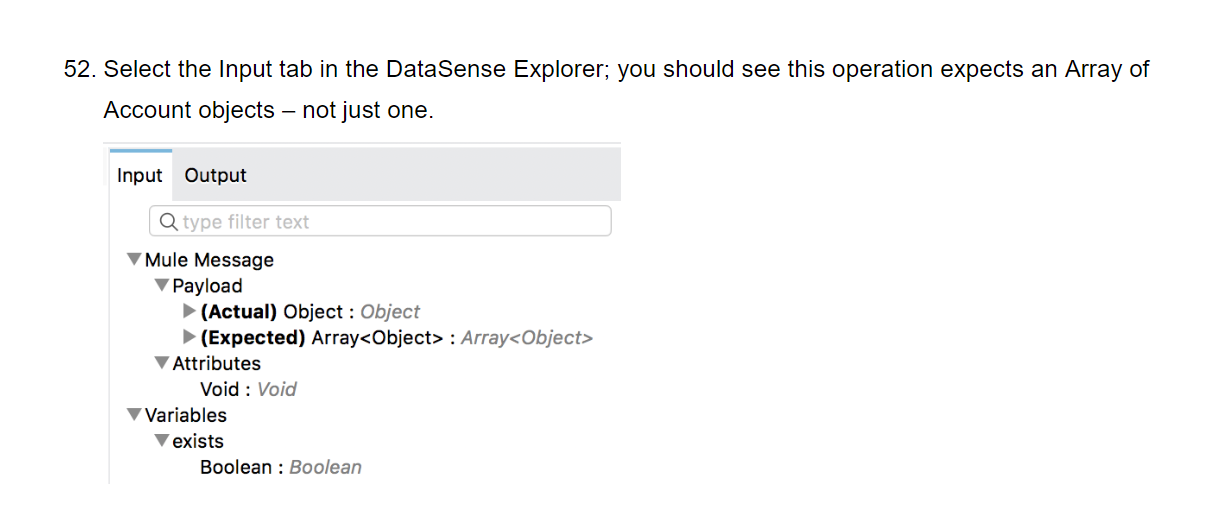 52. Select the Input tab in the DataSense Explorer; you should see this operation expects an Array of
Account objects – not just one.
Input Output
type filter text
Mule Message
Payload
(Actual) Object : Object
(Expected) Array<Object> : Array<Object>
Attributes
Void : Void
Variables
exists
Boolean : Boolean